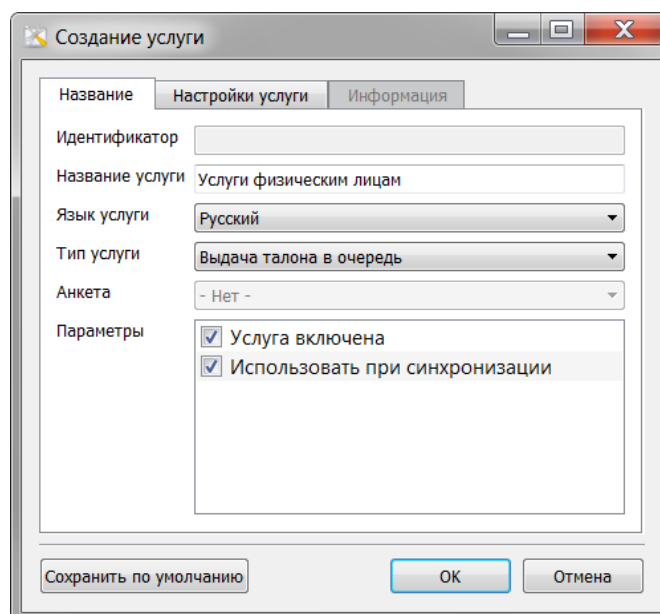 Создание услуги
Название Настройки услуги Информация
Идентификатор
Название услуги Услуги физическим лицам
Язык услуги Русский
Тип услуги Выдача талона в очередь
Анкета - Нет -
Параметры Услуга включена
Использовать при синхронизации
Сохранить по умолчанию OK Отмена